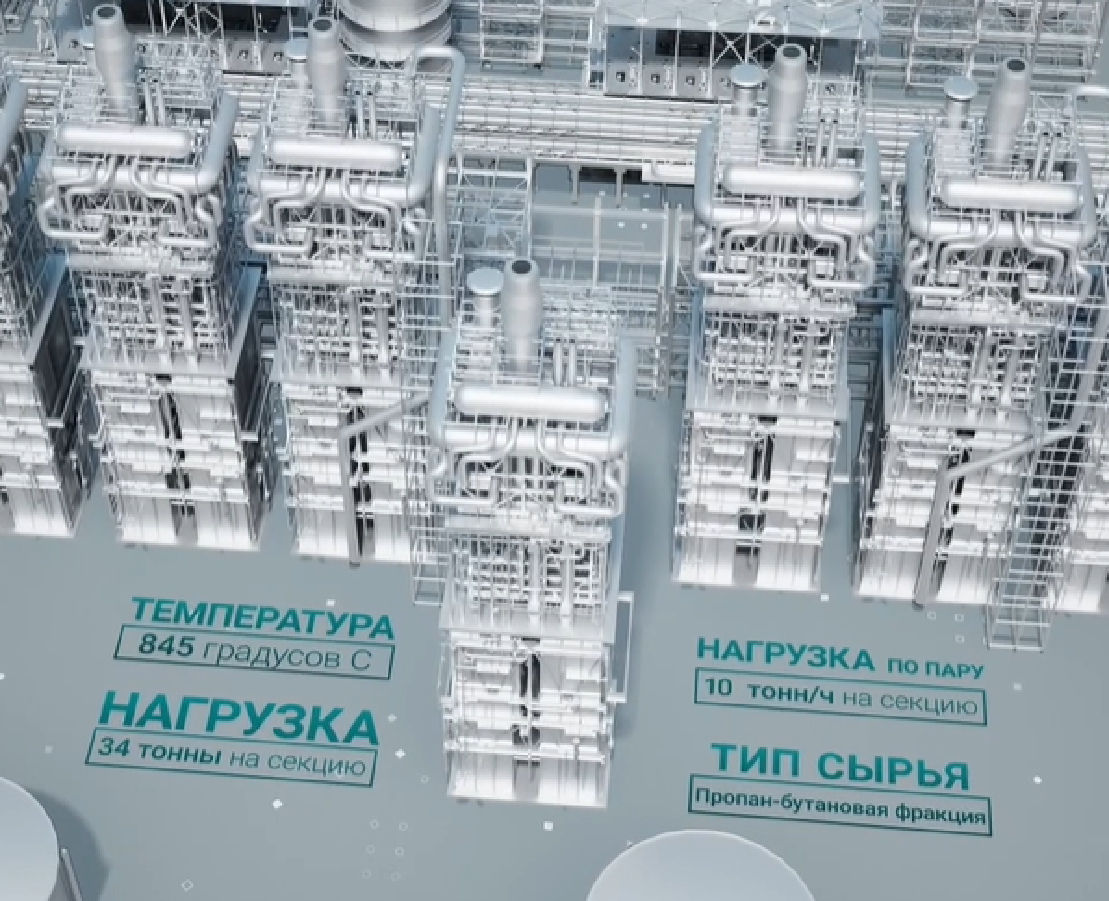 ТЕМПЕРАТУРА
845 градусов С
НАГРУЗКА
34 тонны на секцию
НАГРУЗКА ПО ПАРУ
10 тонн/ч на секцию
ТИП СЫРЬЯ
Пропан-бутановая фракция